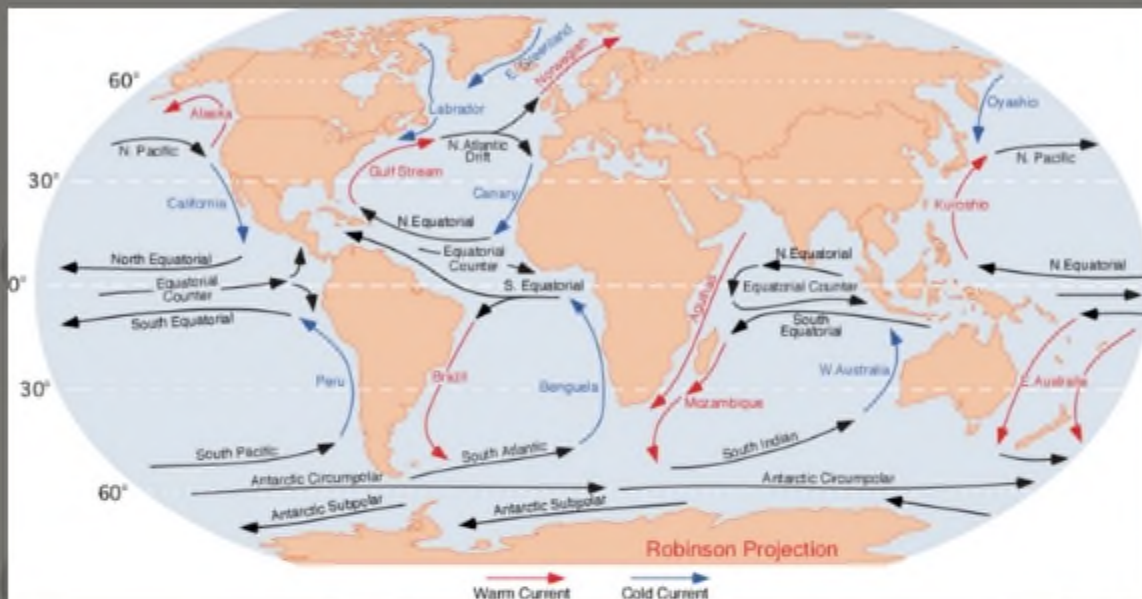 60°
E. Greenland
Norwegian
Alaska
Labrador
Oyashio
N. Pacific
N. Atlantic
Drift
N. Pacific
30°
Gulf Stream
California
Canary
Kuroshio
N.Equatorial
North Equatorial
Equatorial
Counter
N.Equatorial
N.Equatorial
0°
Equatorial
Counter
S. Equatorial
Equatorial Counter
South Equatorial
South
Equatorial
Agulhas
30°
Peru
Brazil
Benguela
Mozambique
W.Australia
E.Australia
South Pacific
South Atlantic
South Indian
60°
Antarctic Circumpolar
Antarctic Circumpolar
Antarctic Subpolar
Antarctic Subpolar
Robinson Projection
Warm Current
Cold Current